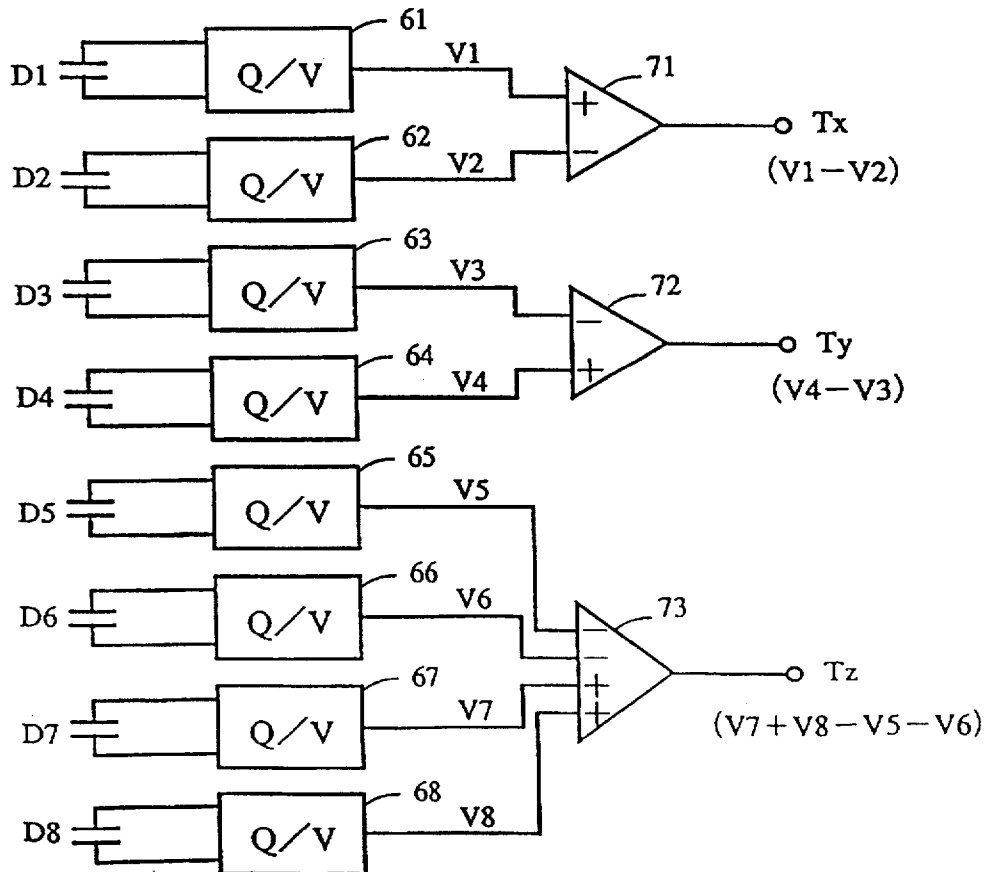 61
D1 Q/V V1
71
Tx
(V1−V2)
62
D2 Q/V V2
63
D3 Q/V V3
72
Ty
(V4−V3)
64
D4 Q/V V4
65
D5 Q/V V5
66
D6 Q/V V6
73
Tz
(V7+V8−V5−V6)
67
D7 Q/V V7
68
D8 Q/V V8